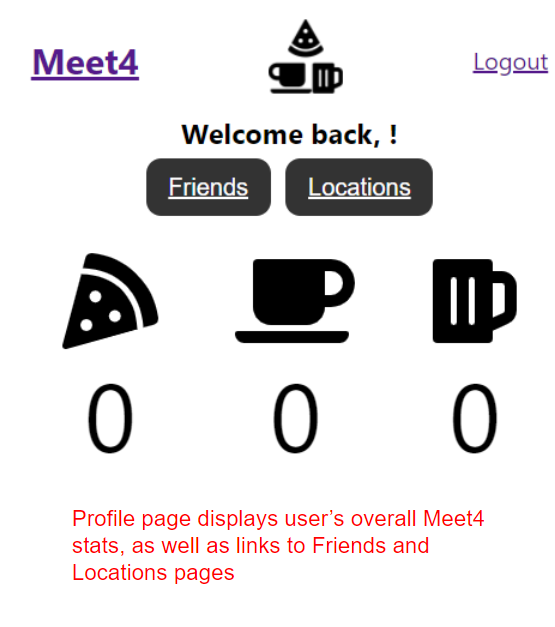 Meet4
Logout
Welcome back, !
Friends
Locations
0
0
0
Profile page displays user’s overall Meet4
stats, as well as links to Friends and
Locations pages